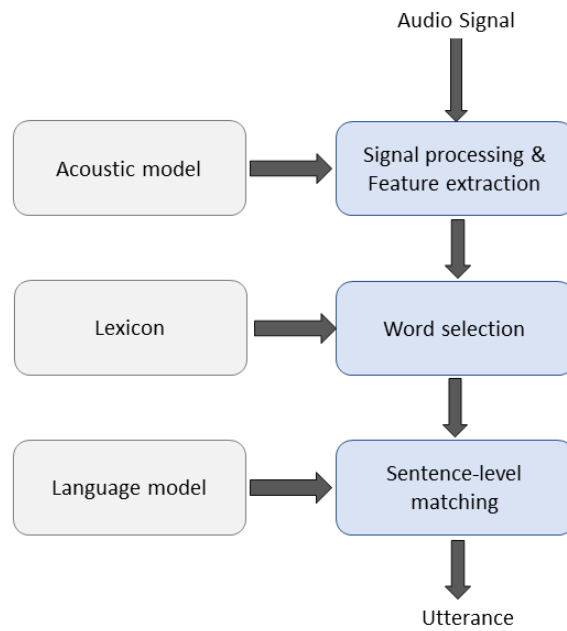 Audio Signal
Acoustic model
Signal processing &
Feature extraction
Lexicon
Word selection
Language model
Sentence-level
matching
Utterance